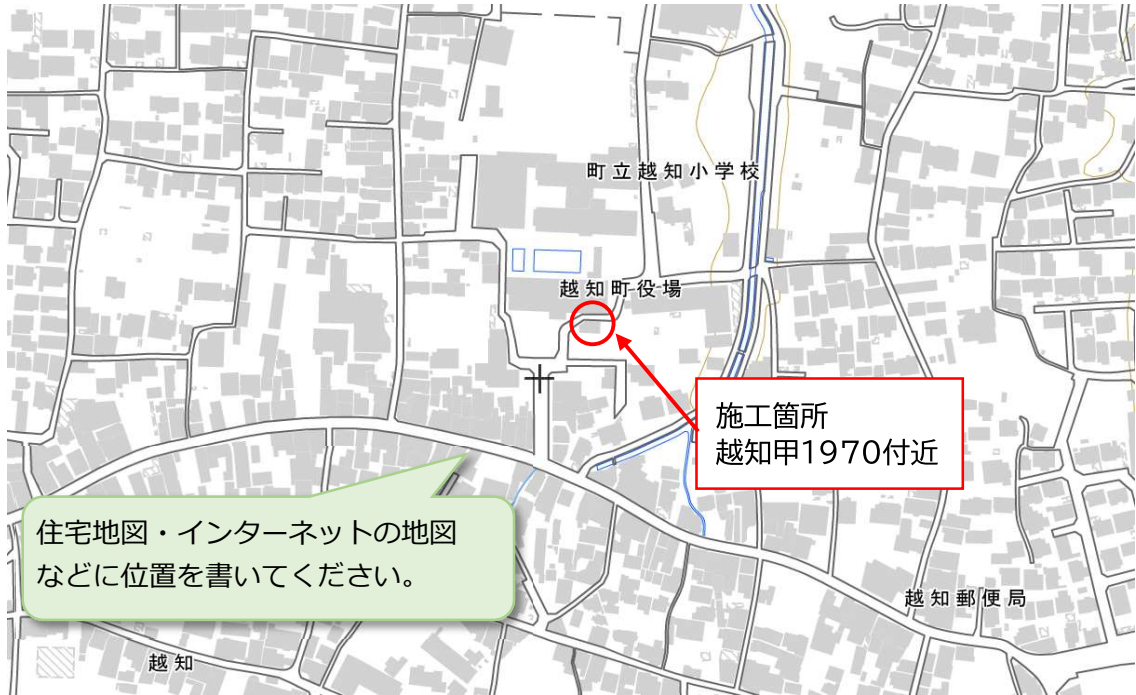 町立越知小学校
越知町役場
施工箇所
越知甲1970付近
住宅地図・インターネットの地図
などに位置を書いてください。
越知郵便局
越知